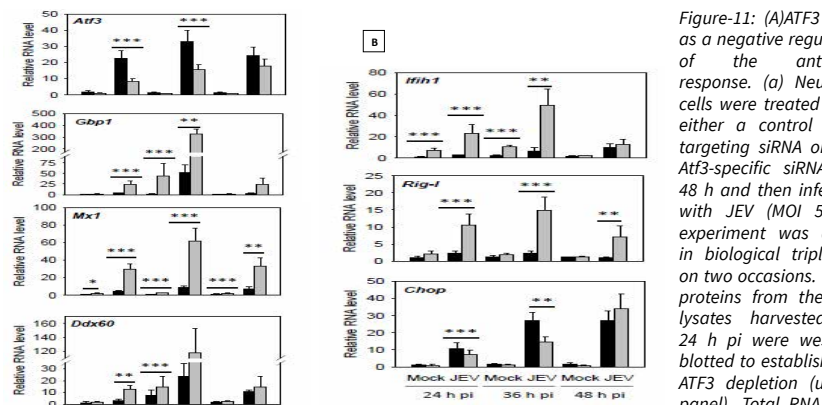 Atf3
Relative RNA level
50
40
30
20
10
0
***
***
Gbp1
Relative RNA level
500
400
300
200
75
50
25
0
***
***
**
Mx1
Relative RNA level
100
80
60
40
20
0
*
***
***
***
***
**
Ddx60
Relative RNA level
160
140
120
30
20
10
0
**
***
B
Ifih1
Relative RNA level
80
60
40
20
0
***
***
***
**
Rig-I
Relative RNA level
25
20
15
10
5
0
***
***
**
Chop
Relative RNA level
50
40
30
20
10
0
***
**
Mock JEV Mock JEV Mock JEV
24 h pi 36 h pi 48 h pi
Figure-11: (A)ATF3
as a negative regu
of the ant
response. (a) Neu
cells were treated
either a control
targeting siRNA o
Atf3-specific siRNA
48 h and then infe
with JEV (MOI 5
experiment was
in biological tripl
on two occasions.
proteins from the
lysates harvested
24 h pi were we
blotted to establis
ATF3 depletion (u
panel). Total RNA